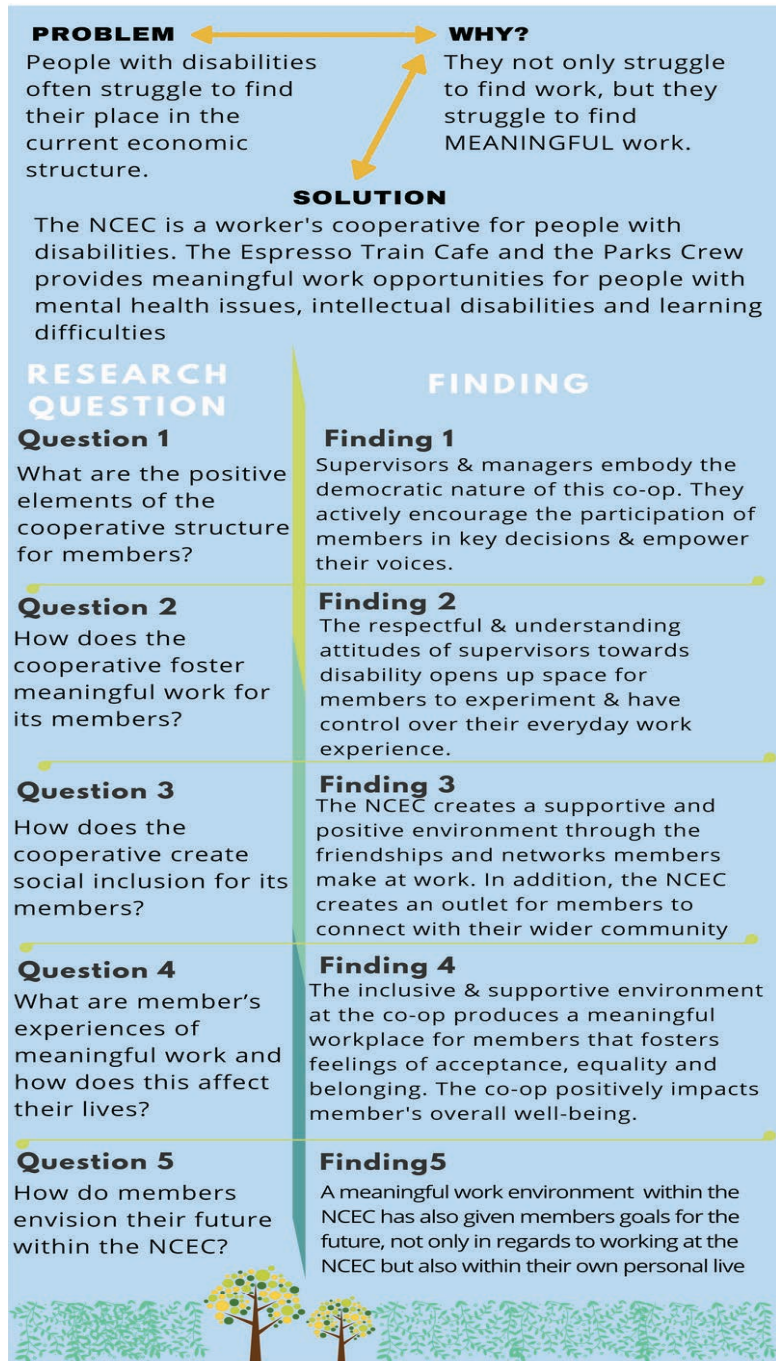 PROBLEM
People with disabilities
often struggle to find
their place in the
current economic
structure.
WHY?
They not only struggle
to find work, but they
struggle to find
MEANINGFUL work.
SOLUTION
The NCEC is a worker's cooperative for people with
disabilities. The Espresso Train Cafe and the Parks Crew
provides meaningful work opportunities for people with
mental health issues, intellectual disabilities and learning
difficulties
RESEARCH
QUESTION
FINDING
Question 1
What are the positive
elements of the
cooperative structure
for members?
Finding 1
Supervisors & managers embody the
democratic nature of this co-op. They
actively encourage the participation of
members in key decisions & empower
their voices.
Question 2
How does the
cooperative foster
meaningful work for
its members?
Finding 2
The respectful & understanding
attitudes of supervisors towards
disability opens up space for
members to experiment & have
control over their everyday work
experience.
Question 3
How does the
cooperative create
social inclusion for its
members?
Finding 3
The NCEC creates a supportive and
positive environment through the
friendships and networks members
make at work. In addition, the NCEC
creates an outlet for members to
connect with their wider community
Question 4
What are member's
experiences of
meaningful work and
how does this affect
their lives?
Finding 4
The inclusive & supportive environment
at the co-op produces a meaningful
workplace for members that fosters
feelings of acceptance, equality and
belonging. The co-op positively impacts
member's overall well-being.
Question 5
How do members
envision their future
within the NCEC?
Finding5
A meaningful work environment within the
NCEC has also given members goals for the
future, not only in regards to working at the
NCEC but also within their own personal live